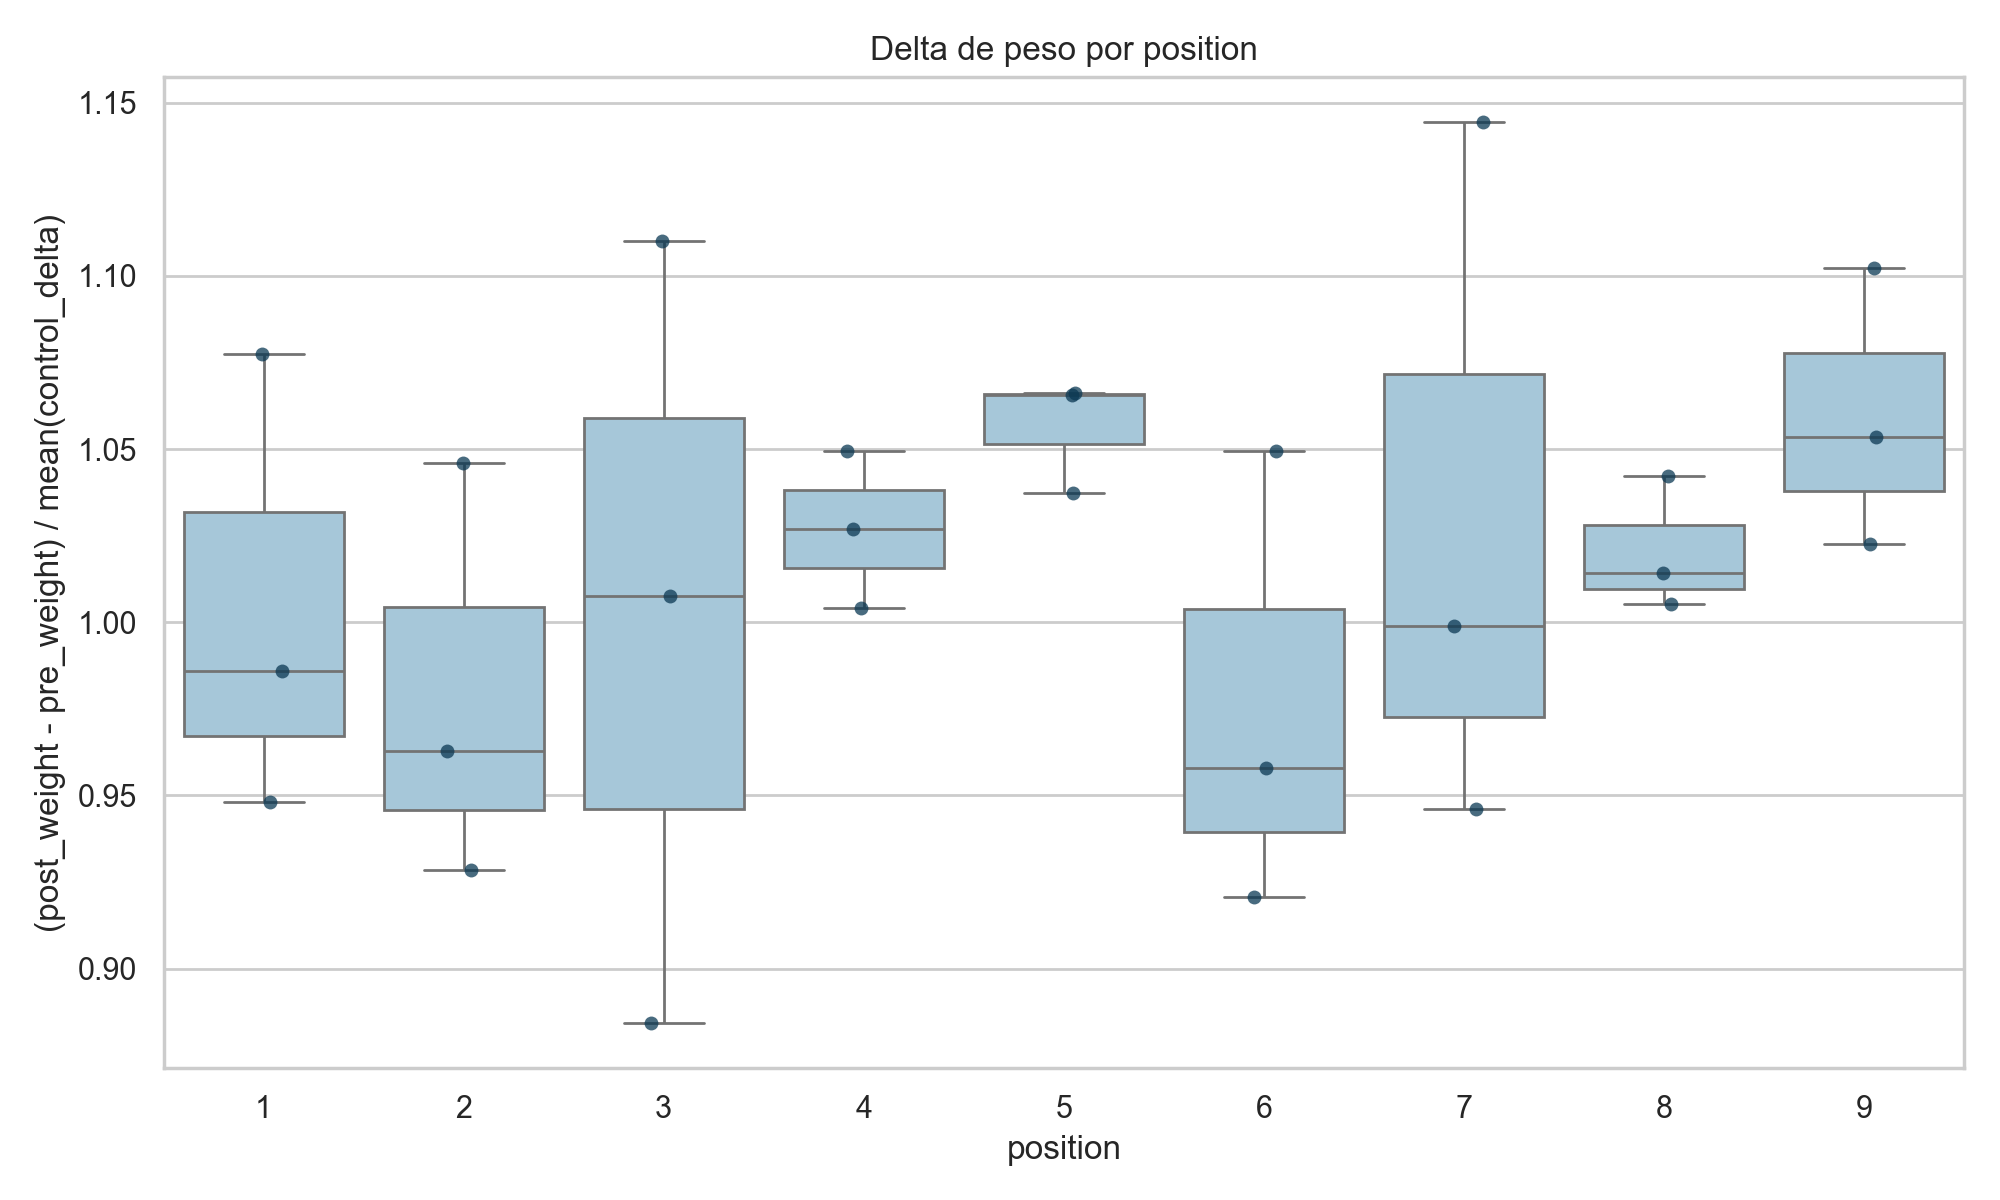 Delta de peso por position
(post_weight - pre_weight) / mean(control_delta)
1.15
1.10
1.05
1.00
0.95
0.90
1 2 3 4 5 6 7 8 9
position